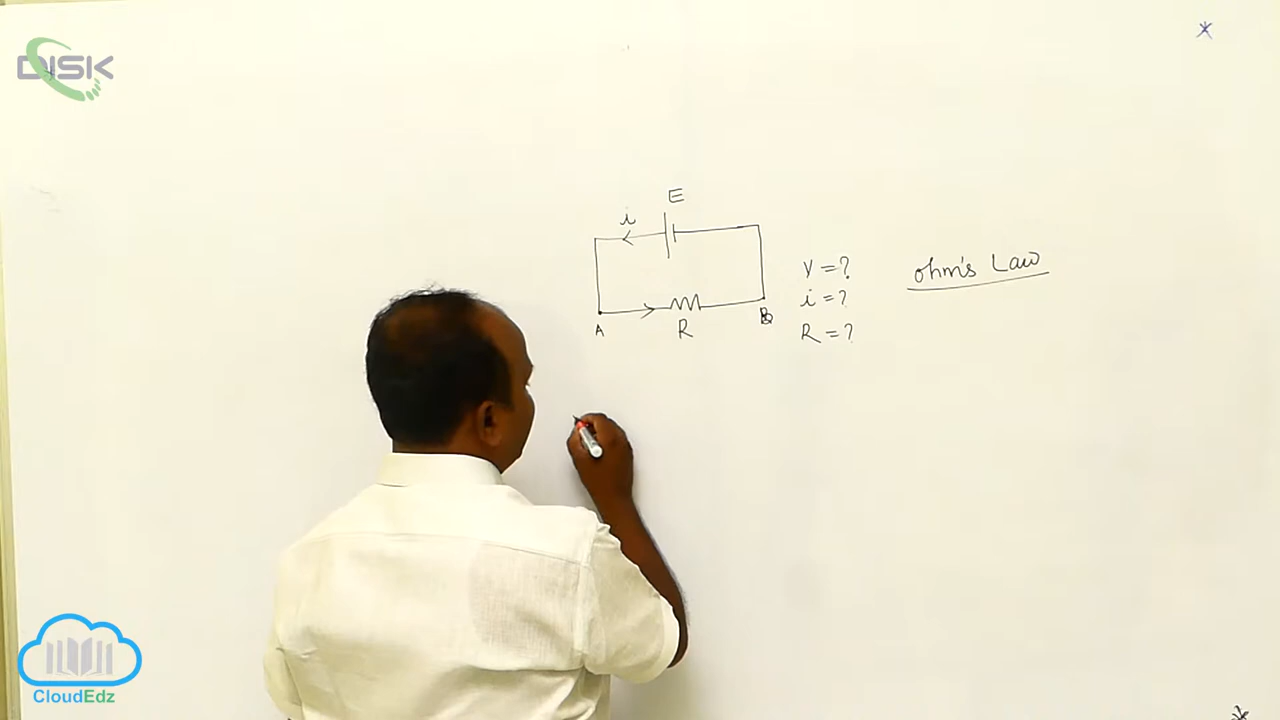 DISK
E
i
V = ?
ohm's Law
i = ?
R = ?
A
R
B
CloudEdz